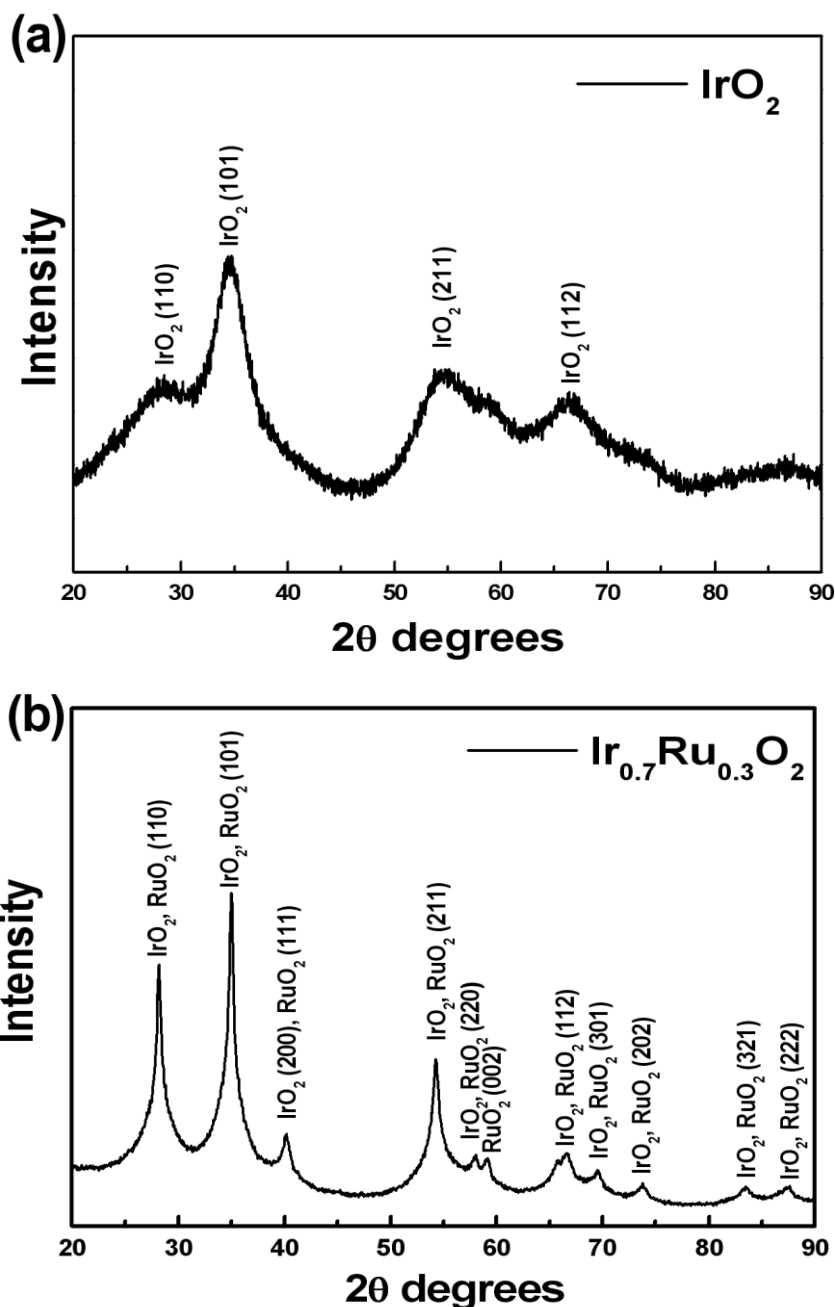 (a)
IrO₂
IrO₂ (110)
IrO₂ (101)
IrO₂ (211)
IrO₂ (112)
Intensity
20 30 40 50 60 70 80 90
2θ degrees
(b)
Ir₀.₇Ru₀.₃O₂
IrO₂, RuO₂ (110)
IrO₂, RuO₂ (101)
IrO₂ (200), RuO₂ (111)
IrO₂, RuO₂ (211)
IrO₂, RuO₂ (220)
RuO₂ (002)
IrO₂, RuO₂ (112)
IrO₂, RuO₂ (301)
IrO₂, RuO₂ (202)
IrO₂, RuO₂ (321)
IrO₂, RuO₂ (222)
Intensity
20 30 40 50 60 70 80 90
2θ degrees